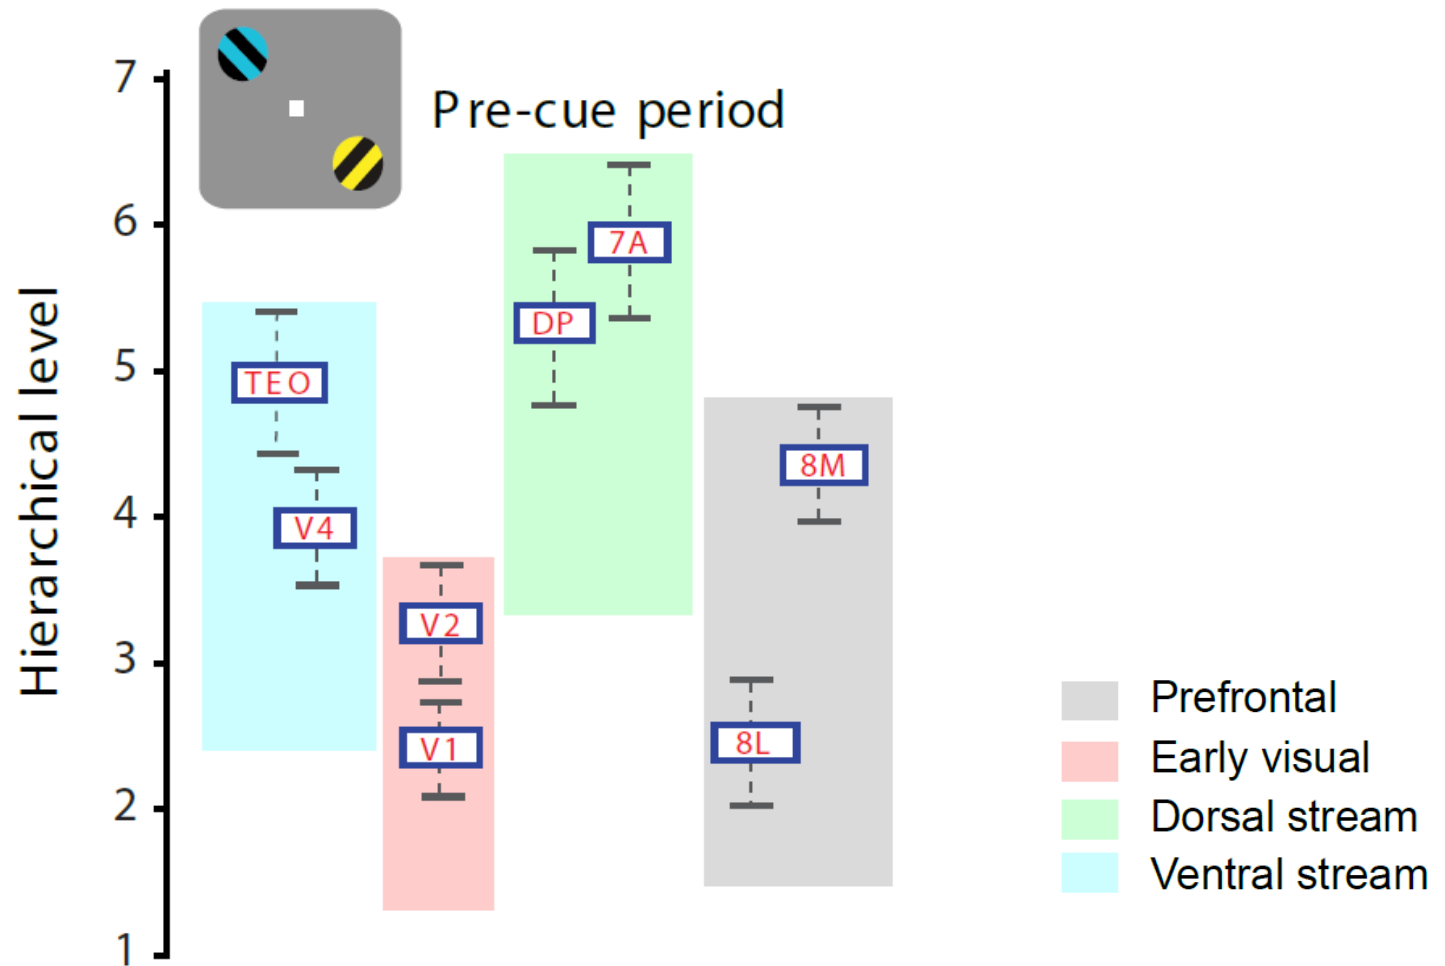 Pre-cue period
Hierarchical level
7
6
5
4
3
2
1
TEO
V4
V2
V1
DP
7A
8M
8L
Prefrontal
Early visual
Dorsal stream
Ventral stream